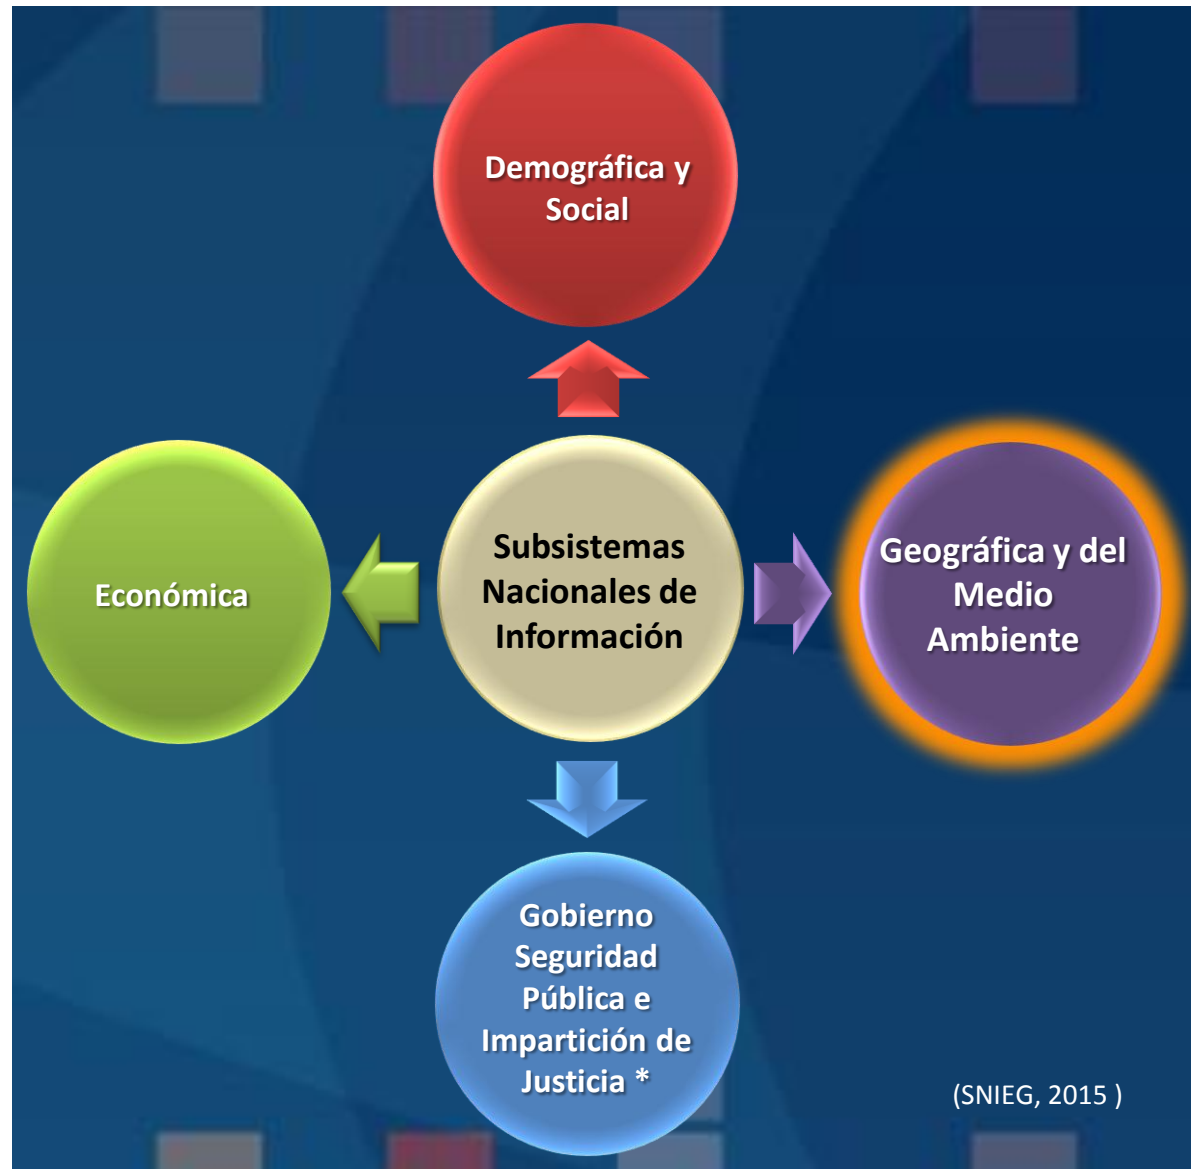 Demográfica y
Social
Económica
Subsistemas
Nacionales de
Información
Geográfica y del
Medio
Ambiente
Gobierno
Seguridad
Pública e
Impartición de
Justicia *
(SNIEG, 2015 )